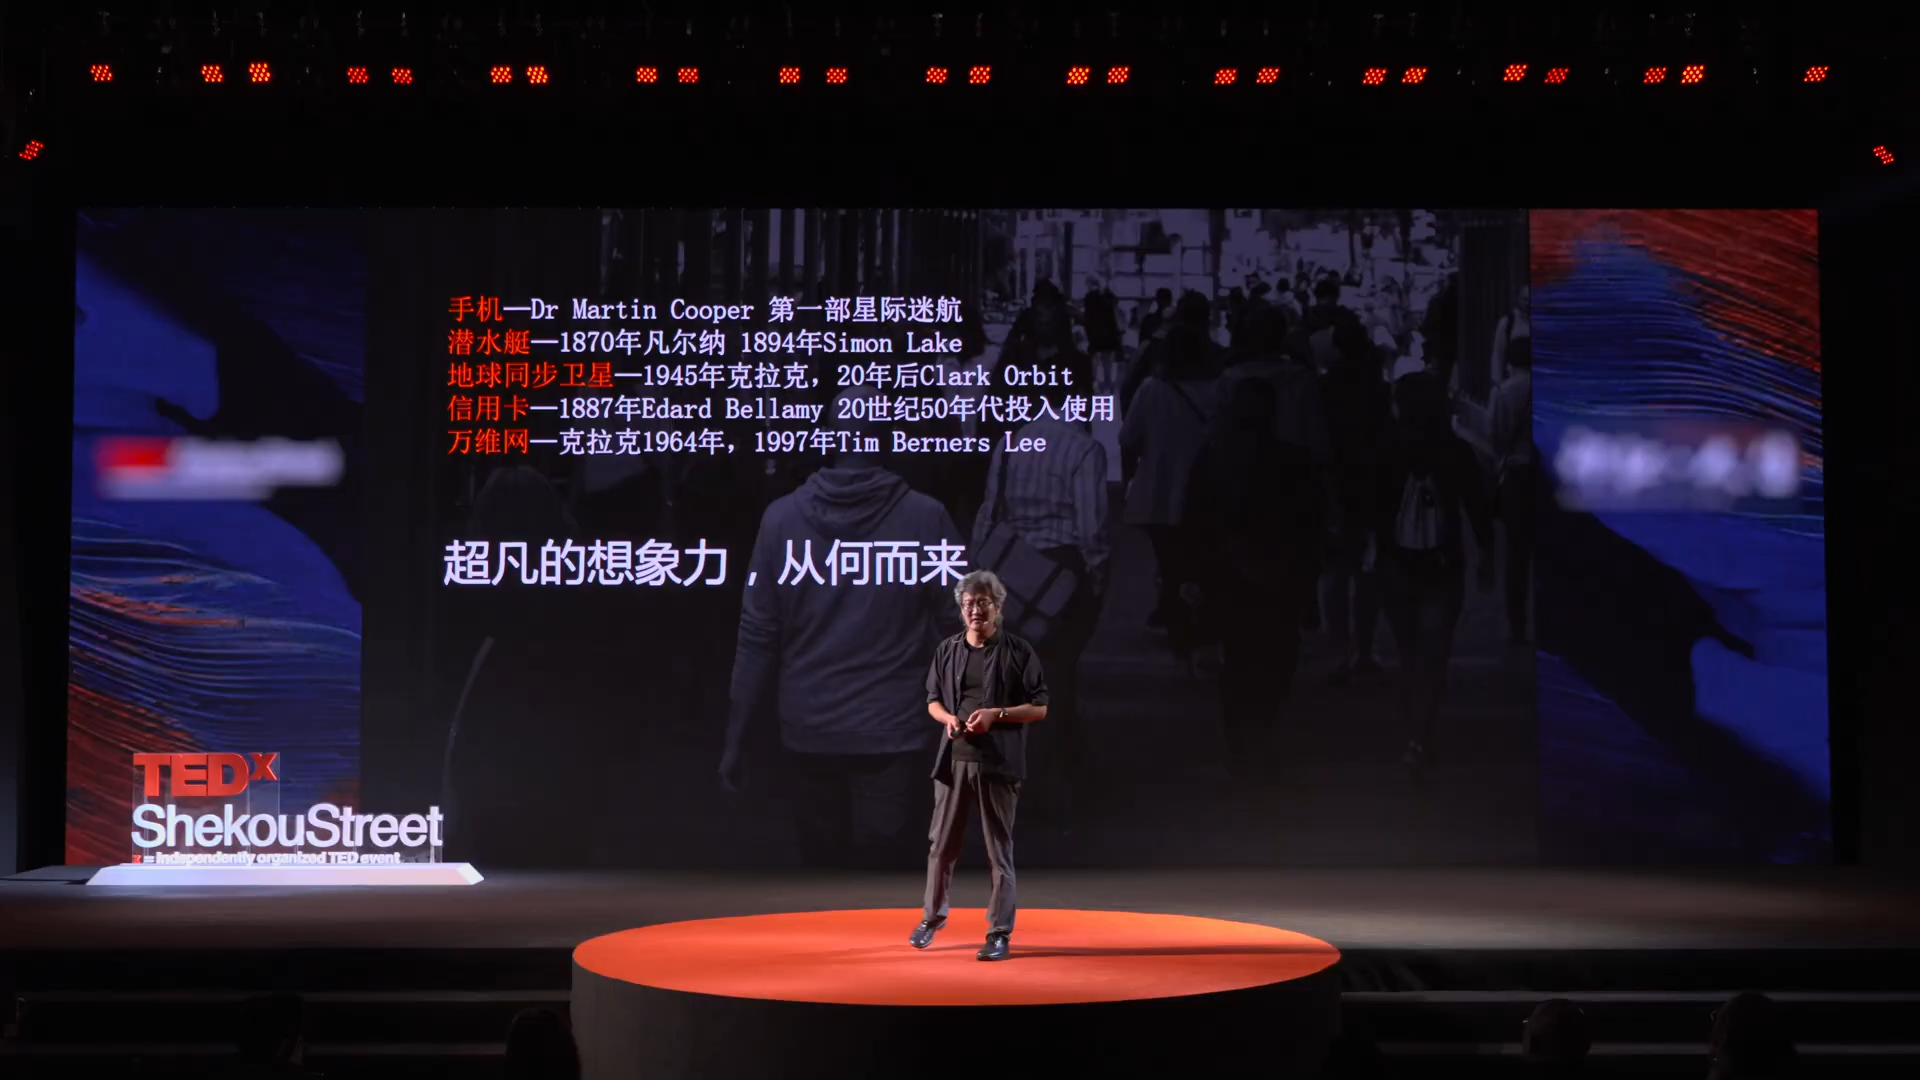 手机—Dr Martin Cooper 第一部星际迷航
潜水艇—1870年凡尔纳 1894年Simon Lake
地球同步卫星—1945年克拉克，20年后Clark Orbit
信用卡—1887年Edard Bellamy 20世纪50年代投入使用
万维网—克拉克1964年，1997年Tim Berners Lee
超凡的想象力，从何而来
TEDx
ShekouStreet
x = independently organized TED event